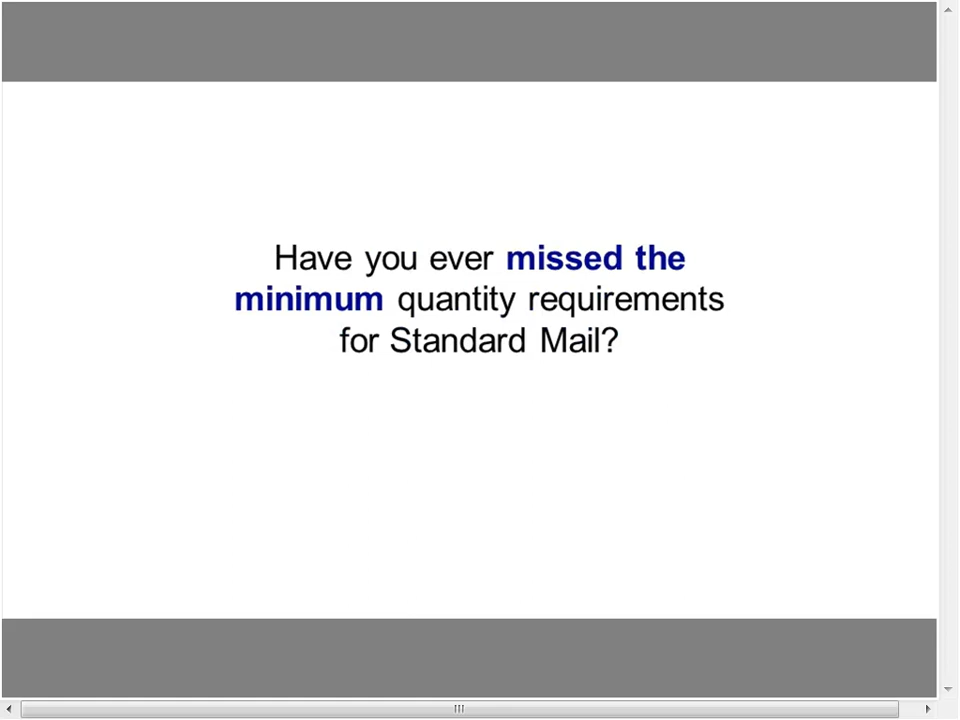 Have you ever missed the
minimum quantity requirements
for Standard Mail?